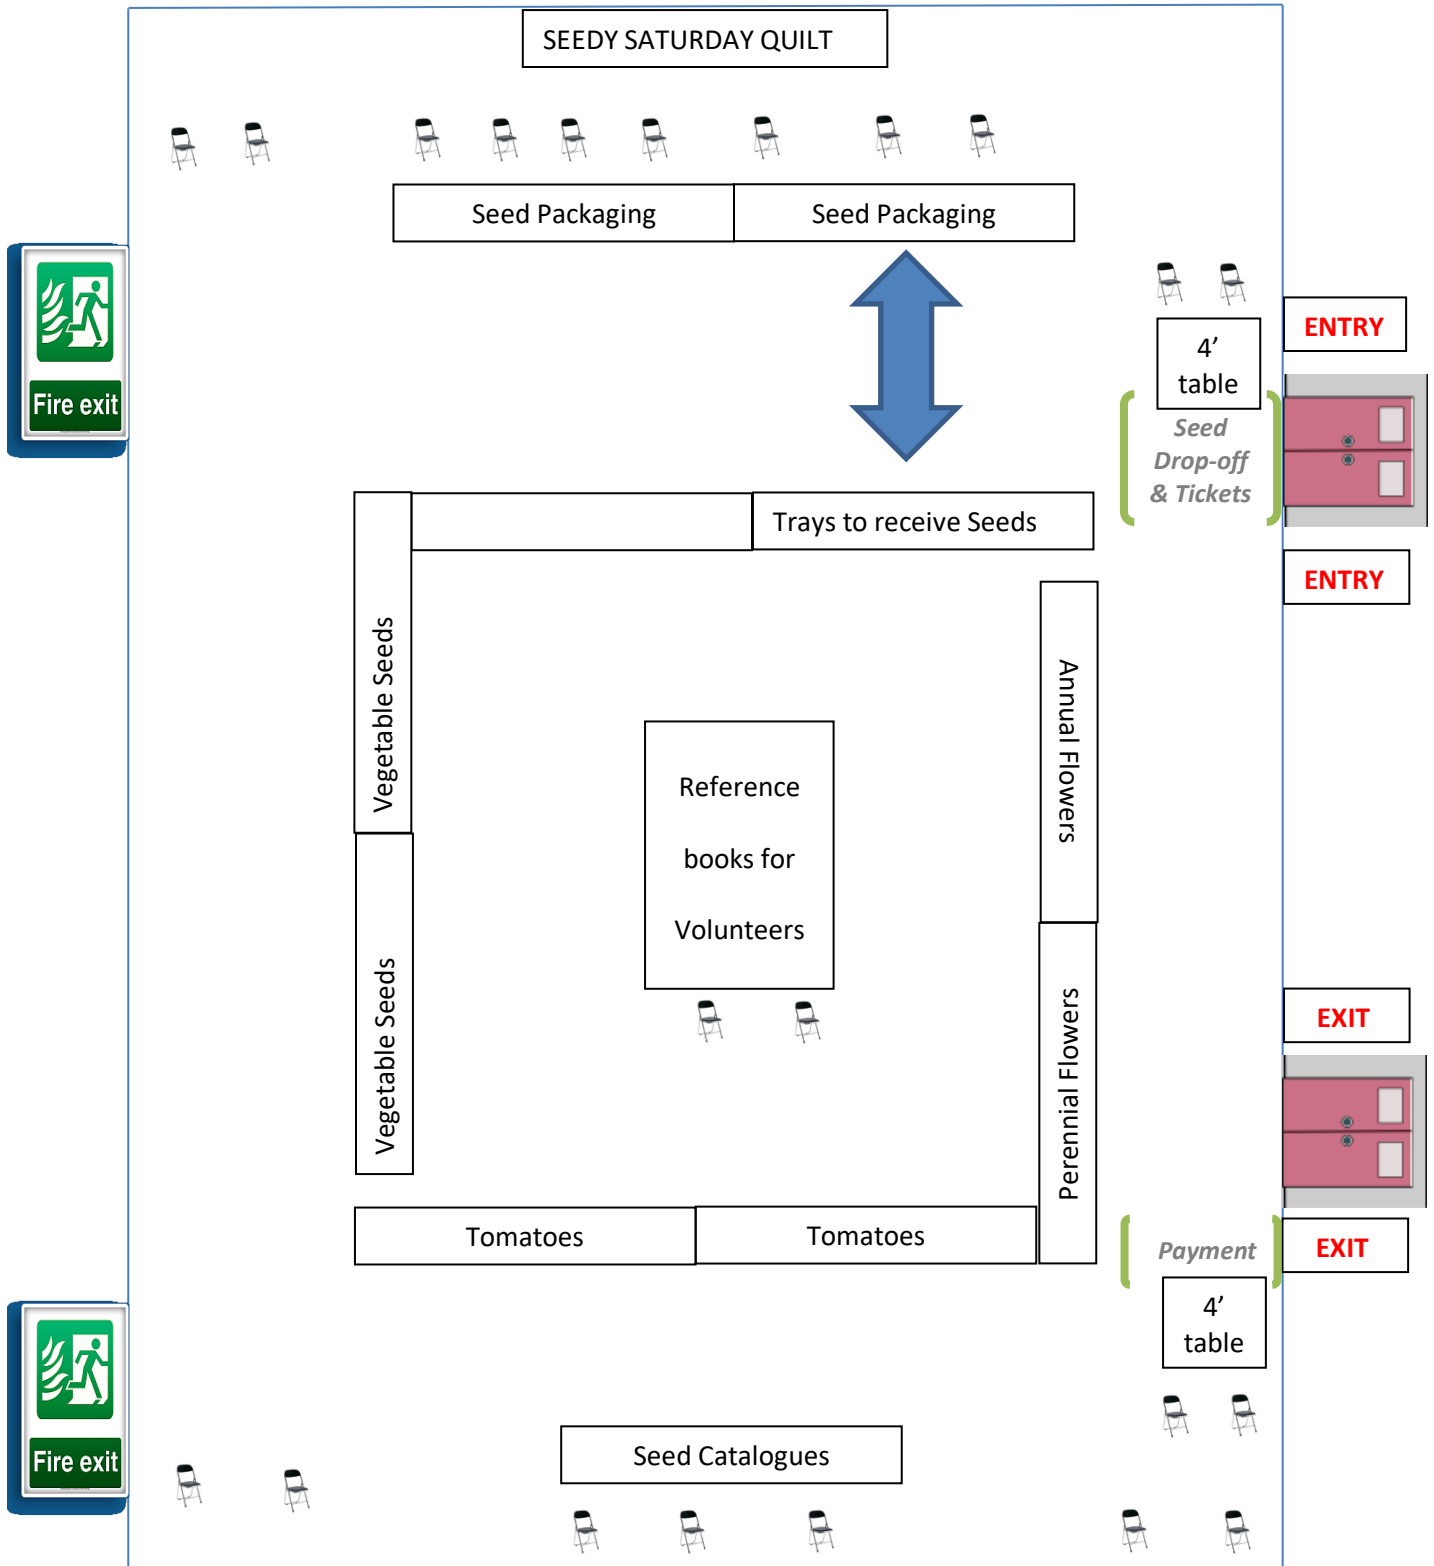 SEEDY SATURDAY QUILT
Seed Packaging
Seed Packaging
ENTRY
4’
table
Fire exit
Seed
Drop-off
& Tickets
Trays to receive Seeds
ENTRY
Vegetable Seeds
Annual Flowers
Reference
books for
Volunteers
Vegetable Seeds
Perennial Flowers
EXIT
Tomatoes
Tomatoes
Payment
EXIT
4’
table
Fire exit
Seed Catalogues